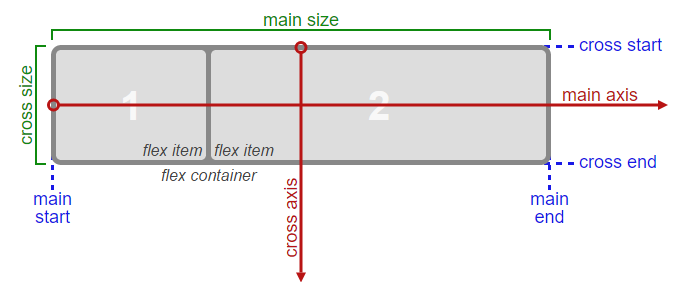 main size
cross start
cross size
main axis
1
2
flex item
flex item
cross end
flex container
main
start
cross axis
main
end